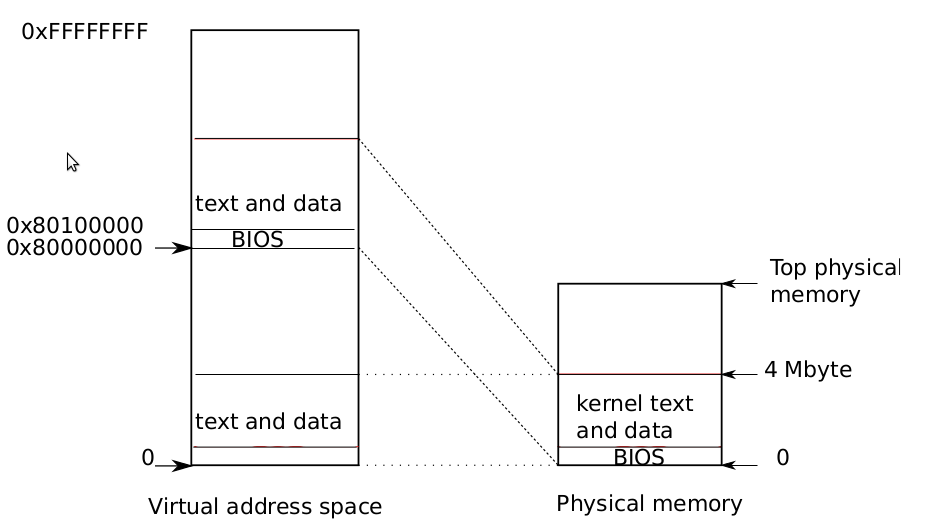 0xFFFFFFFF
text and data
0x80100000
BIOS
0x80000000
Top physical
memory
4 Mbyte
kernel text
and data
text and data
BIOS
0
0
Virtual address space
Physical memory